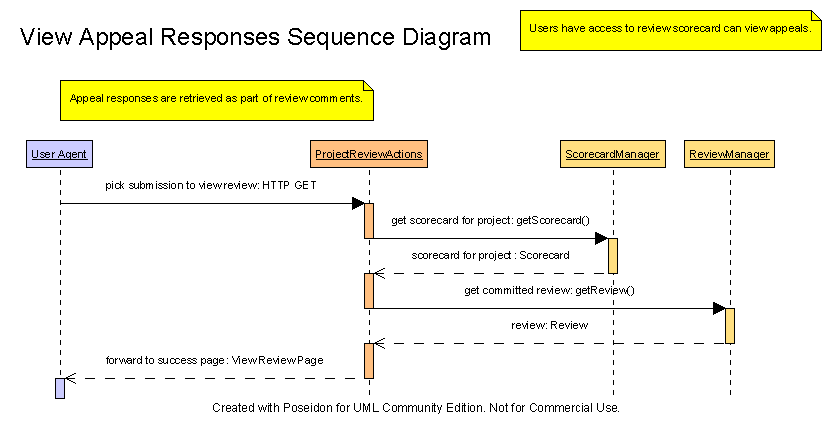 Users have access to review scorecard can view appeals.
View Appeal Responses Sequence Diagram
Appeal responses are retrieved as part of review comments.
User Agent
ProjectReviewActions
ScorecardManager
ReviewManager
pick submission to view review: HTTP GET
get scorecard for project: getScorecard()
scorecard for project : Scorecard
get committed review: getReview()
review: Review
forward to success page: ViewReviewPage
Created with Poseidon for UML Community Edition. Not for Commercial Use.